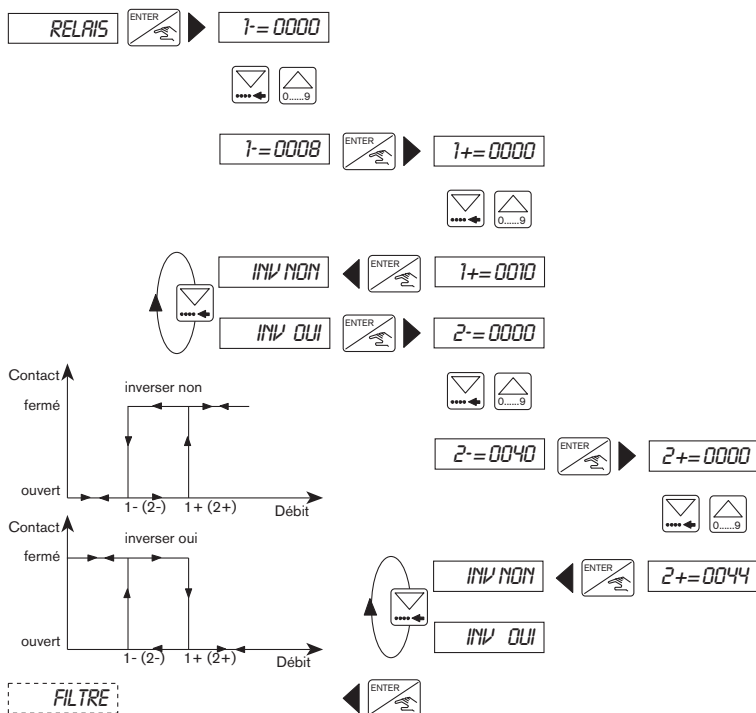 RELAIS ENTER 1-=0000
0......9
1-=0008 ENTER 1+=0000
0......9
INV NON ENTER 1+=0010
INV OUI ENTER 2-=0000
0......9
2-=0040 ENTER 2+=0000
0......9
INV NON ENTER 2+=0044
INV OUI
Contact
fermé
inverser non
ouvert
1- (2-) 1+ (2+) Débit
Contact
fermé
inverser oui
ouvert
1- (2-) 1+ (2+) Débit
FILTRE ENTER